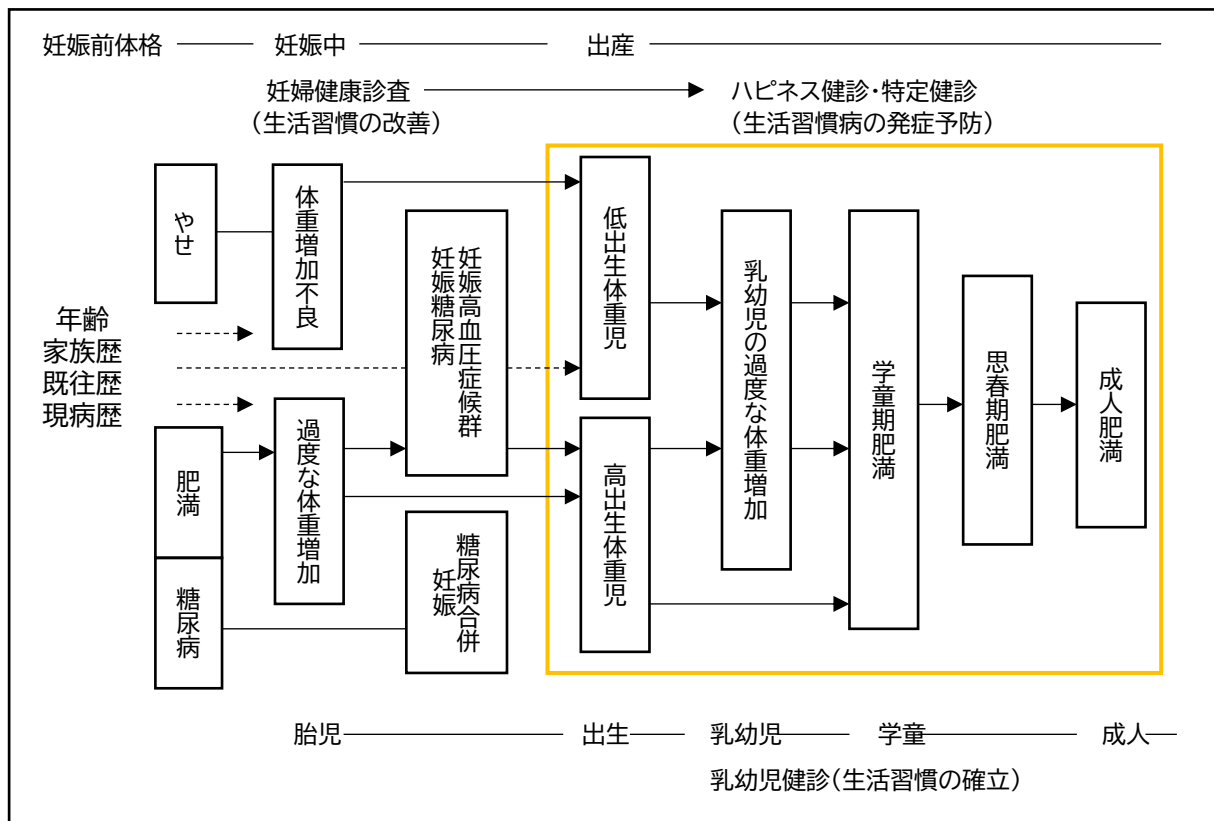 妊娠前体格
妊娠中
出産
妊婦健康診査
（生活習慣の改善）
ハピネス健診・特定健診
（生活習慣病の発症予防）
やせ
体重増加不良
妊娠高血圧症候群
妊娠糖尿病
低出生体重児
乳幼児の過度な体重増加
学童期肥満
思春期肥満
成人肥満
年齢
家族歴
既往歴
現病歴
肥満
過度な体重増加
高出生体重児
糖尿病
糖尿病合併
妊娠
胎児
出生
乳幼児
学童
成人
乳幼児健診（生活習慣の確立）